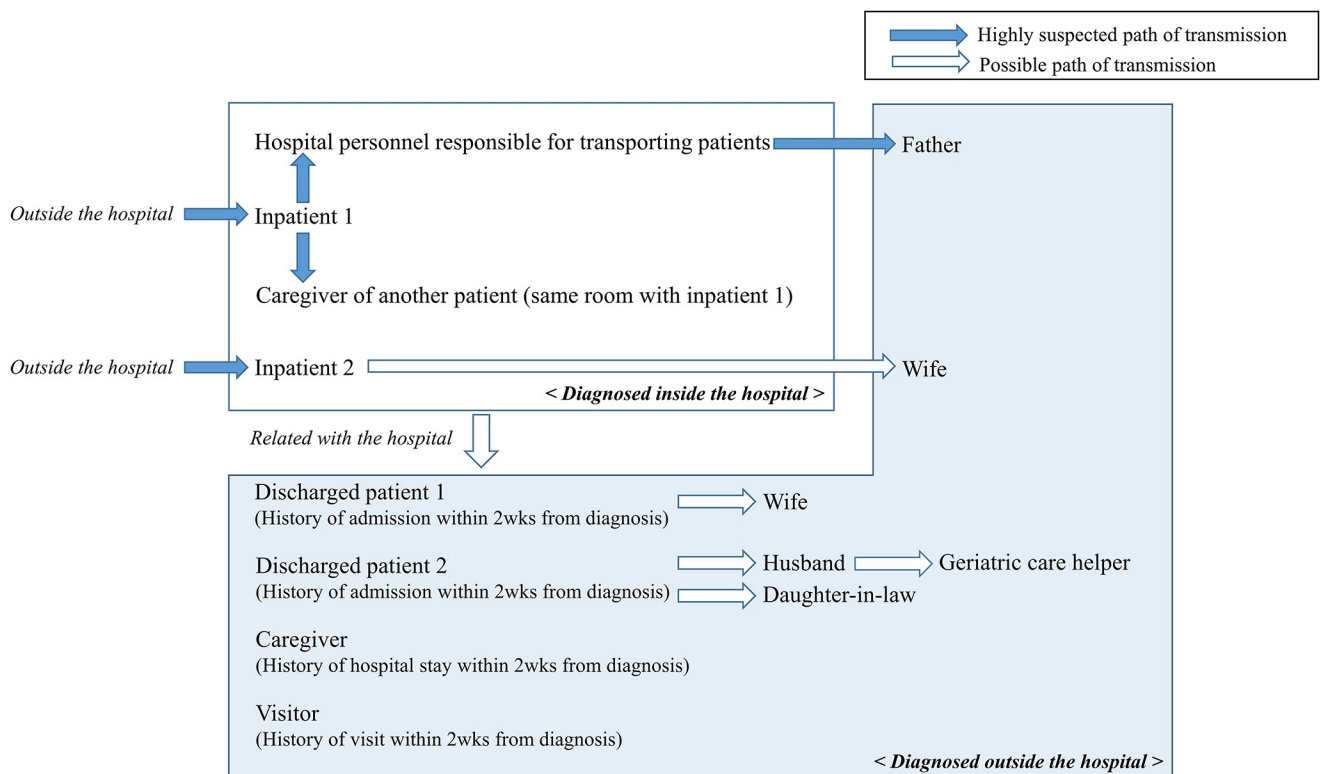 Highly suspected path of transmission
Possible path of transmission
Hospital personnel responsible for transporting patients
Father
Outside the hospital
Inpatient 1
Caregiver of another patient (same room with inpatient 1)
Outside the hospital
Inpatient 2
Wife
< Diagnosed inside the hospital >
Related with the hospital
Discharged patient 1
(History of admission within 2wks from diagnosis)
Wife
Discharged patient 2
(History of admission within 2wks from diagnosis)
Husband
Geriatric care helper
Daughter-in-law
Caregiver
(History of hospital stay within 2wks from diagnosis)
Visitor
(History of visit within 2wks from diagnosis)
< Diagnosed outside the hospital >